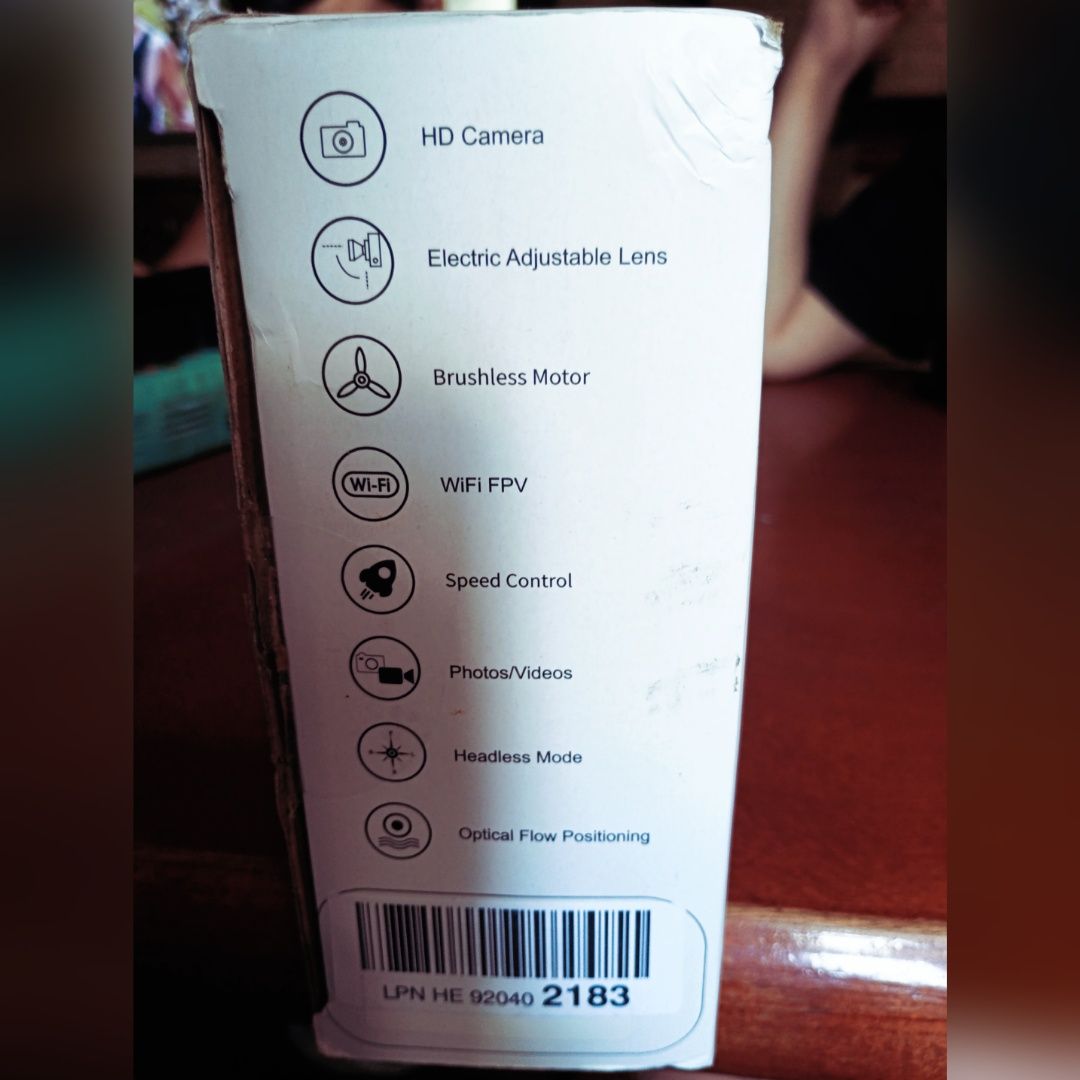 HD Camera
Electric Adjustable Lens
Brushless Motor
Wi-Fi
WiFi FPV
Speed Control
Photos/Videos
Headless Mode
Optical Flow Positioning
LPN HE 92040 2183